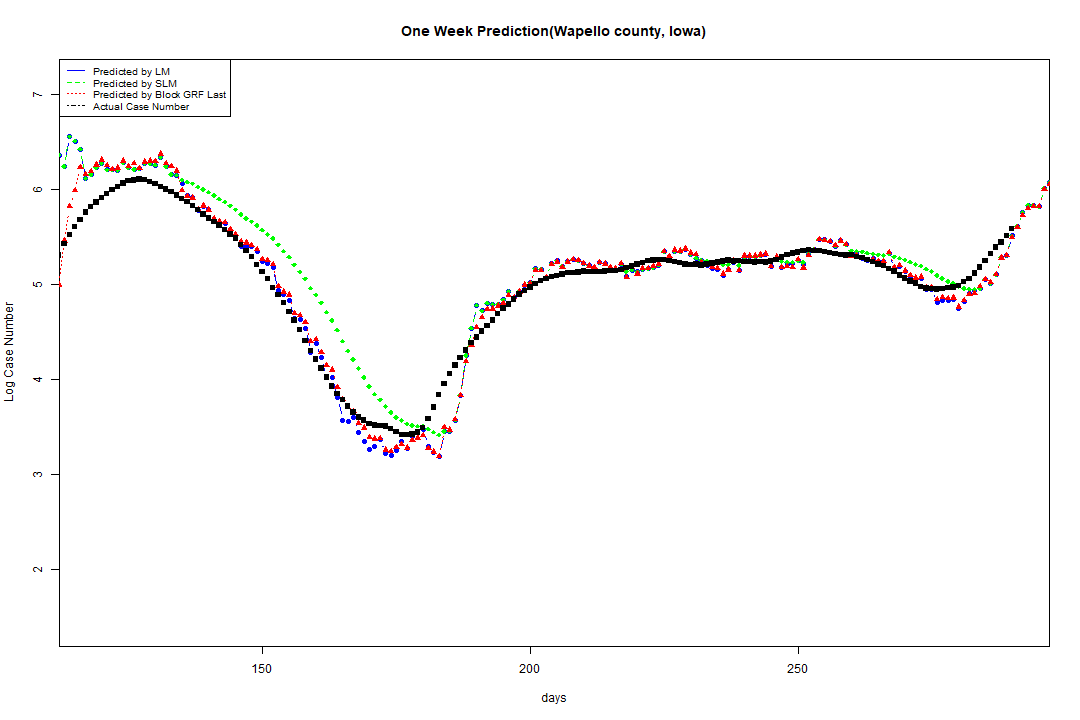 One Week Prediction(Wapello county, Iowa)
Predicted by LM
Predicted by SLM
Predicted by Block GRF Last
Actual Case Number
7
6
5
4
3
2
Log Case Number
150
200
250
days